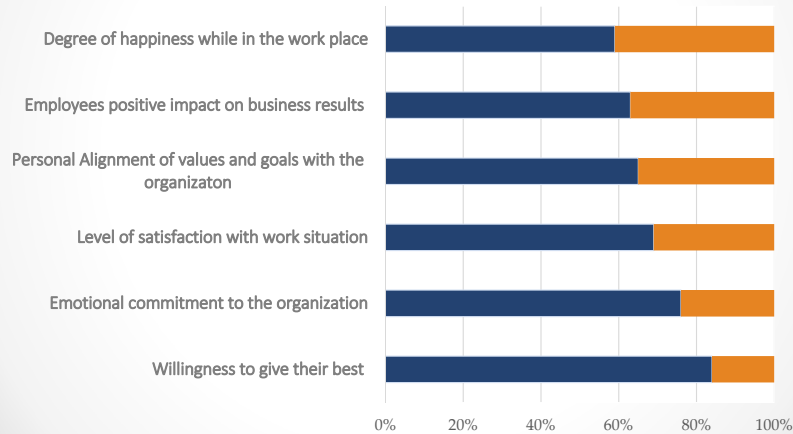 Degree of happiness while in the work place
Employees positive impact on business results
Personal Alignment of values and goals with the
organizaton
Level of satisfaction with work situation
Emotional commitment to the organization
Willingness to give their best
0% 20% 40% 60% 80% 100%